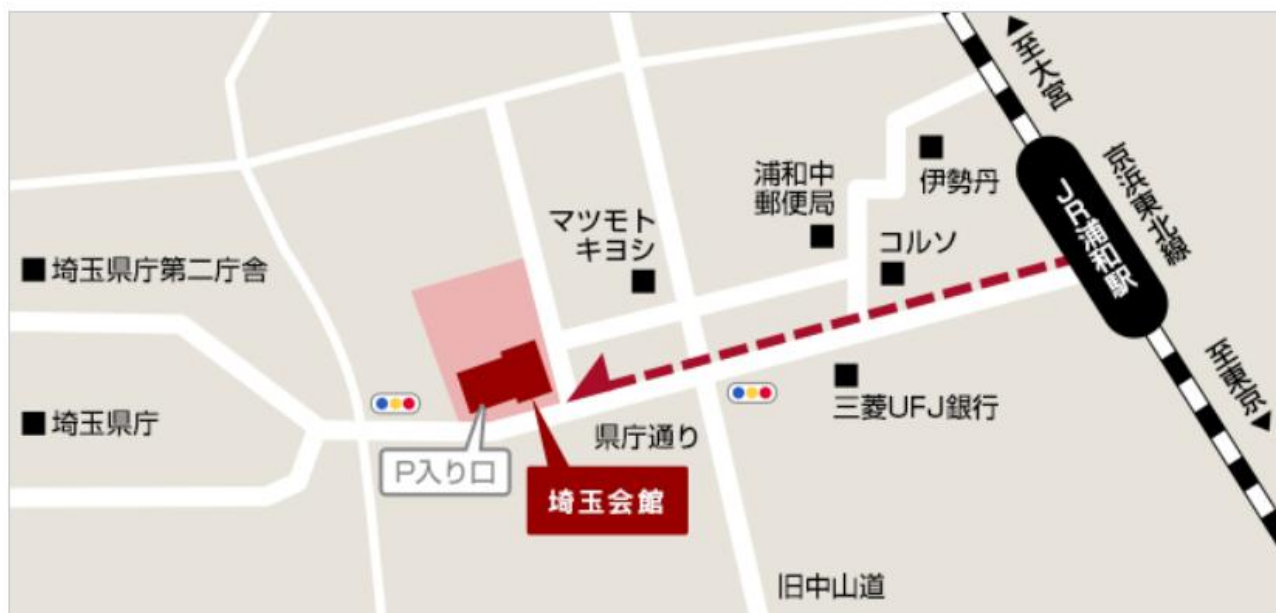 至大宮
京浜東北線
JR浦和駅
至東京
伊勢丹
浦和中
郵便局
コルソ
マツモト
キヨシ
埼玉県庁第二庁舎
三菱UFJ銀行
埼玉県庁
県庁通り
P入り口
埼玉会館
旧中山道